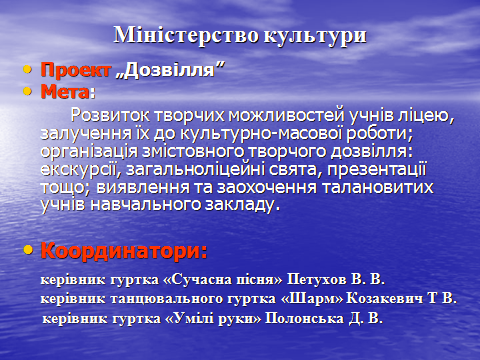 Міністерство культури
Проект „Дозвілля”
Мета:
Розвиток творчих можливостей учнів ліцею,
залучення їх до культурно-масової роботи;
організація змістовного творчого дозвілля:
екскурсії, загальноліцейні свята, презентації
тощо; виявлення та заохочення талановитих
учнів навчального закладу.
Координатори:
керівник гуртка «Сучасна пісня» Петухов В. В.
керівник танцювального гуртка «Шарм» Козакевич Т В.
керівник гуртка «Умілі руки» Полонська Д. В.